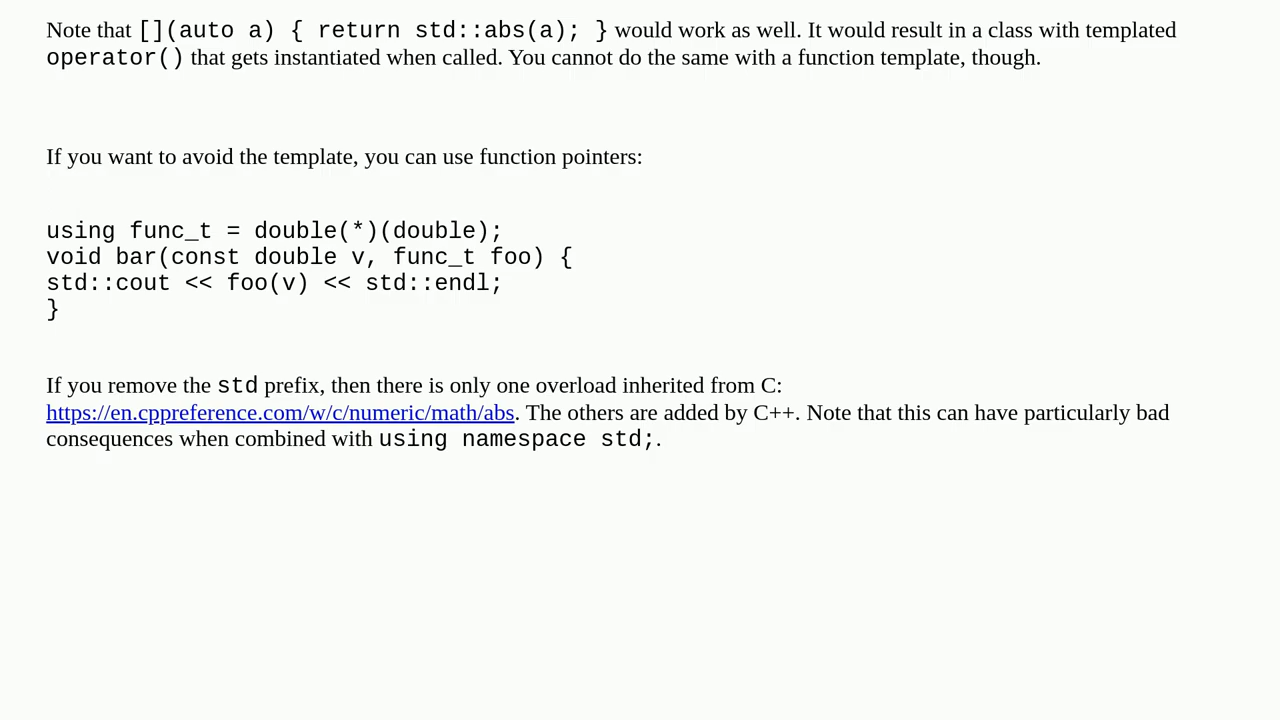 Note that [](auto a) { return std::abs(a); } would work as well. It would result in a class with templated
operator() that gets instantiated when called. You cannot do the same with a function template, though.
If you want to avoid the template, you can use function pointers:
using func_t = double(*)(double);
void bar(const double v, func_t foo) {
std::cout << foo(v) << std::endl;
}
If you remove the std prefix, then there is only one overload inherited from C:
https://en.cppreference.com/w/c/numeric/math/abs. The others are added by C++. Note that this can have particularly bad
consequences when combined with using namespace std;.